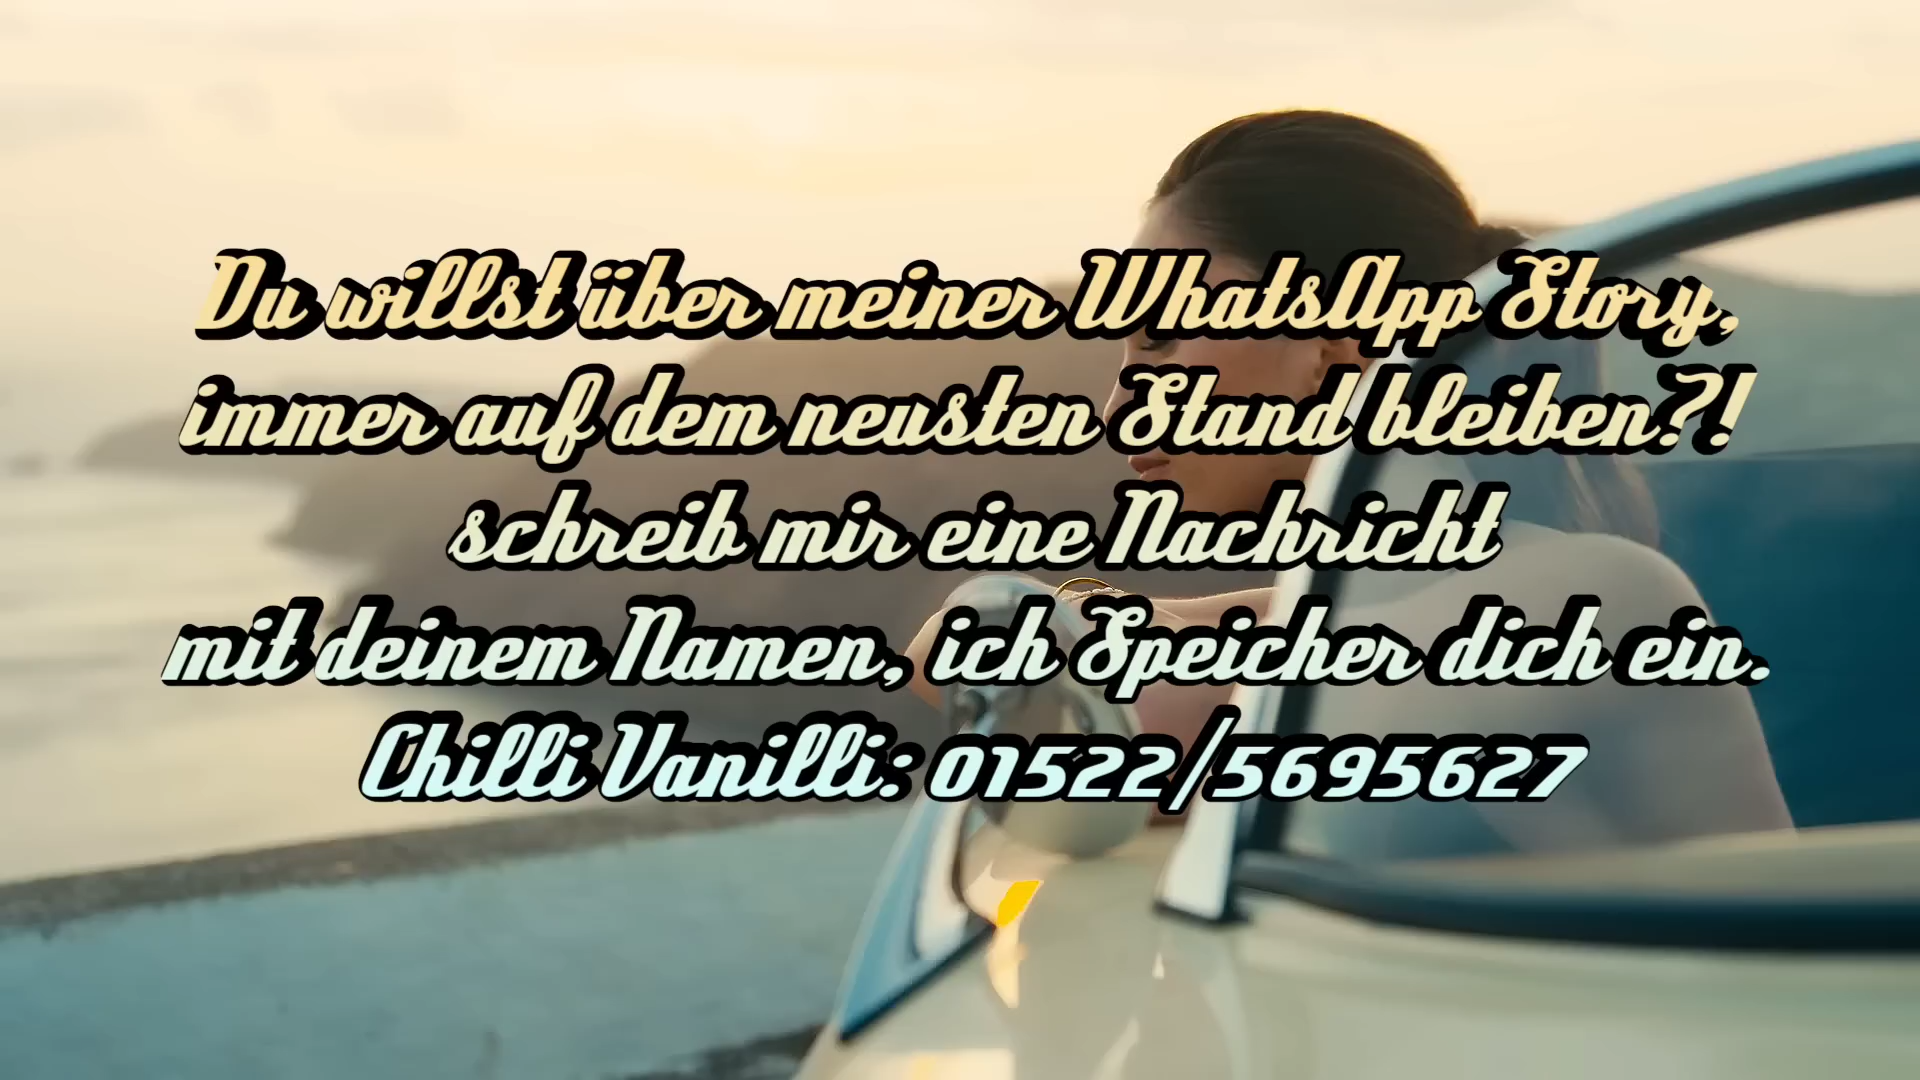 Du willst über meiner WhatsApp Story,
immer auf dem neusten Stand bleiben?!
schreib mir eine Nachricht
mit deinem Namen, ich Speicher dich ein.
Chilli Vanilli: 01522/5695627